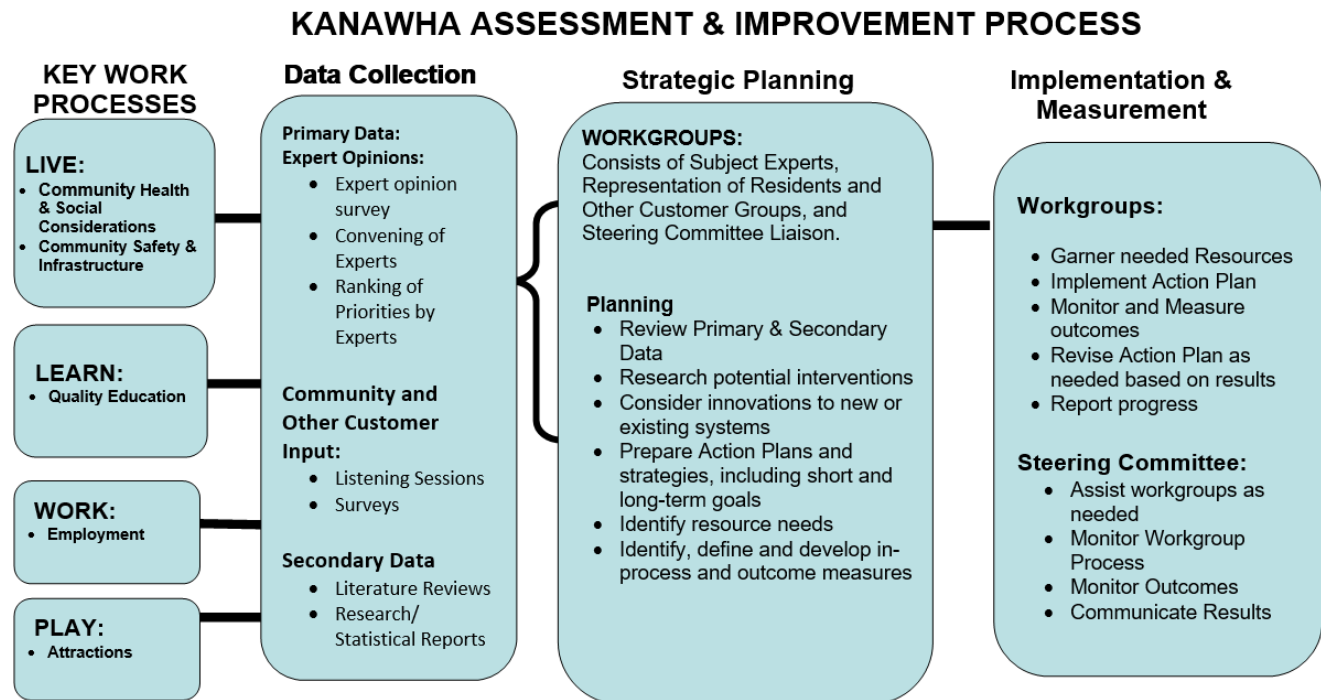 KANAWHA ASSESSMENT & IMPROVEMENT PROCESS
KEY WORK
PROCESSES
LIVE:
• Community Health
& Social
Considerations
• Community Safety &
Infrastructure
LEARN:
• Quality Education
WORK:
• Employment
PLAY:
• Attractions
Data Collection
Primary Data:
Expert Opinions:
• Expert opinion
survey
• Convening of
Experts
• Ranking of
Priorities by
Experts
Community and
Other Customer
Input:
• Listening Sessions
• Surveys
Secondary Data
• Literature Reviews
• Research/
Statistical Reports
Strategic Planning
WORKGROUPS:
Consists of Subject Experts,
Representation of Residents and
Other Customer Groups, and
Steering Committee Liaison.
Planning
• Review Primary & Secondary
Data
• Research potential interventions
• Consider innovations to new or
existing systems
• Prepare Action Plans and
strategies, including short and
long-term goals
• Identify resource needs
• Identify, define and develop in-
process and outcome measures
Implementation &
Measurement
Workgroups:
• Garner needed Resources
• Implement Action Plan
• Monitor and Measure
outcomes
• Revise Action Plan as
needed based on results
• Report progress
Steering Committee:
• Assist workgroups as
needed
• Monitor Workgroup
Process
• Monitor Outcomes
• Communicate Results